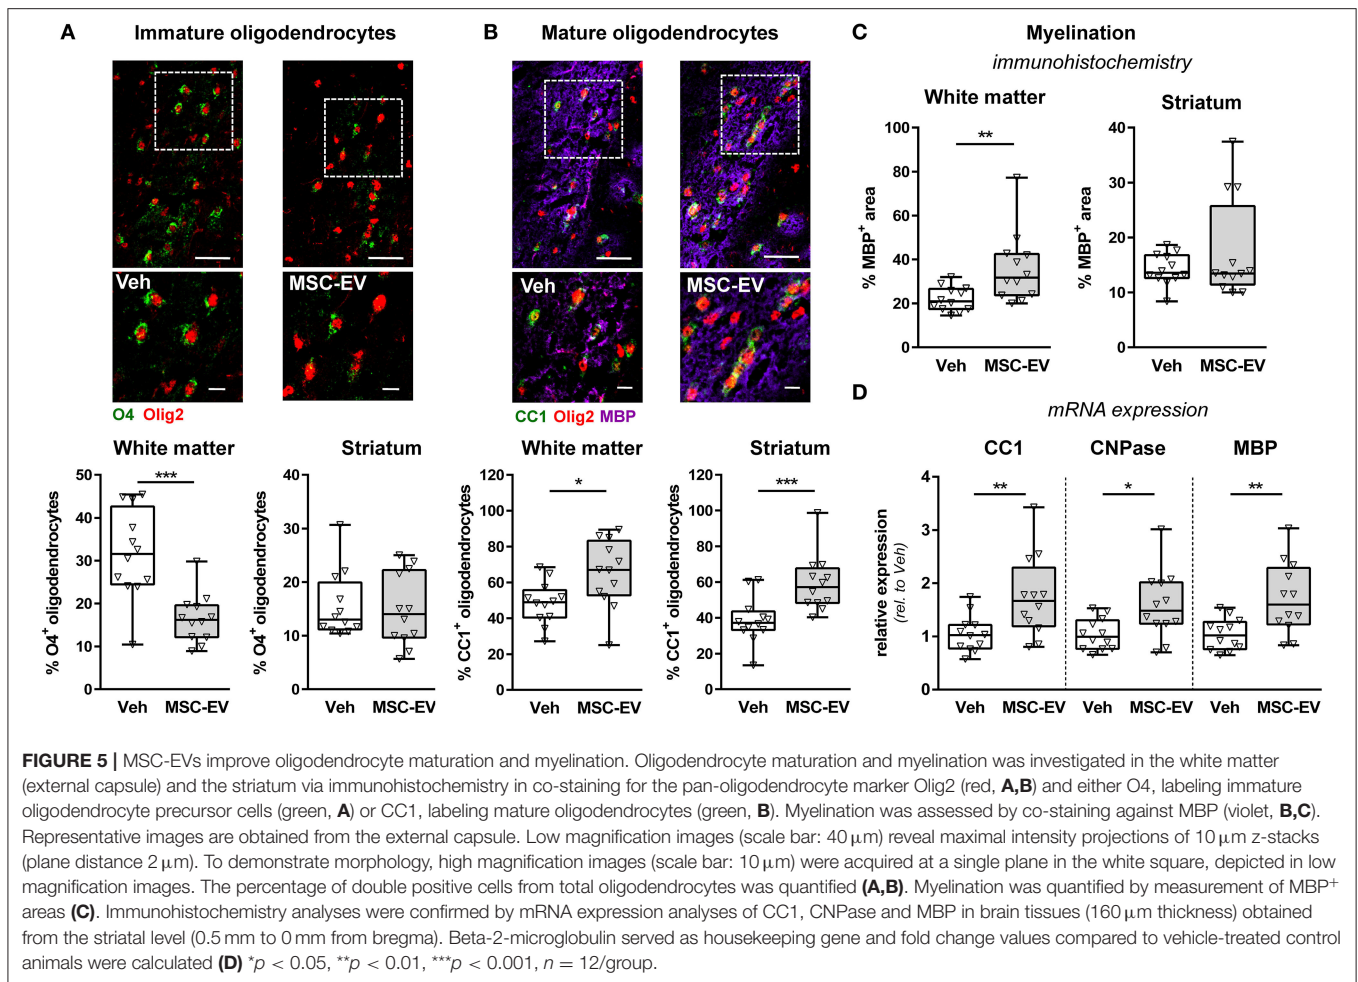 A
Immature oligodendrocytes
Veh
MSC-EV
O4 Olig2
White matter
% O4+ oligodendrocytes
50
40
30
20
10
0
***
Veh MSC-EV
Striatum
% O4+ oligodendrocytes
40
30
20
10
0
Veh MSC-EV
B
Mature oligodendrocytes
Veh
MSC-EV
CC1 Olig2 MBP
White matter
% CC1+ oligodendrocytes
120
100
80
60
40
20
0
*
Veh MSC-EV
Striatum
% CC1+ oligodendrocytes
120
100
80
60
40
20
0
***
Veh MSC-EV
C
Myelination
immunohistochemistry
White matter
% MBP+ area
100
80
60
40
20
0
**
Veh MSC-EV
Striatum
% MBP+ area
40
30
20
10
0
Veh MSC-EV
D
mRNA expression
CC1 CNPase MBP
relative expression
(rel. to Veh)
4
3
2
1
0
** * **
Veh MSC-EV Veh MSC-EV Veh MSC-EV
FIGURE 5 | MSC-EVs improve oligodendrocyte maturation and myelination. Oligodendrocyte maturation and myelination was investigated in the white matter
(external capsule) and the striatum via immunohistochemistry in co-staining for the pan-oligodendrocyte marker Olig2 (red, A,B) and either O4, labeling immature
oligodendrocyte precursor cells (green, A) or CC1, labeling mature oligodendrocytes (green, B). Myelination was assessed by co-staining against MBP (violet, B,C).
Representative images are obtained from the external capsule. Low magnification images (scale bar: 40 μm) reveal maximal intensity projections of 10 μm z-stacks
(plane distance 2 μm). To demonstrate morphology, high magnification images (scale bar: 10 μm) were acquired at a single plane in the white square, depicted in low
magnification images. The percentage of double positive cells from total oligodendrocytes was quantified (A,B). Myelination was quantified by measurement of MBP+
areas (C). Immunohistochemistry analyses were confirmed by mRNA expression analyses of CC1, CNPase and MBP in brain tissues (160 μm thickness) obtained
from the striatal level (0.5 mm to 0 mm from bregma). Beta-2-microglobulin served as housekeeping gene and fold change values compared to vehicle-treated control
animals were calculated (D) *p < 0.05, **p < 0.01, ***p < 0.001, n = 12/group.